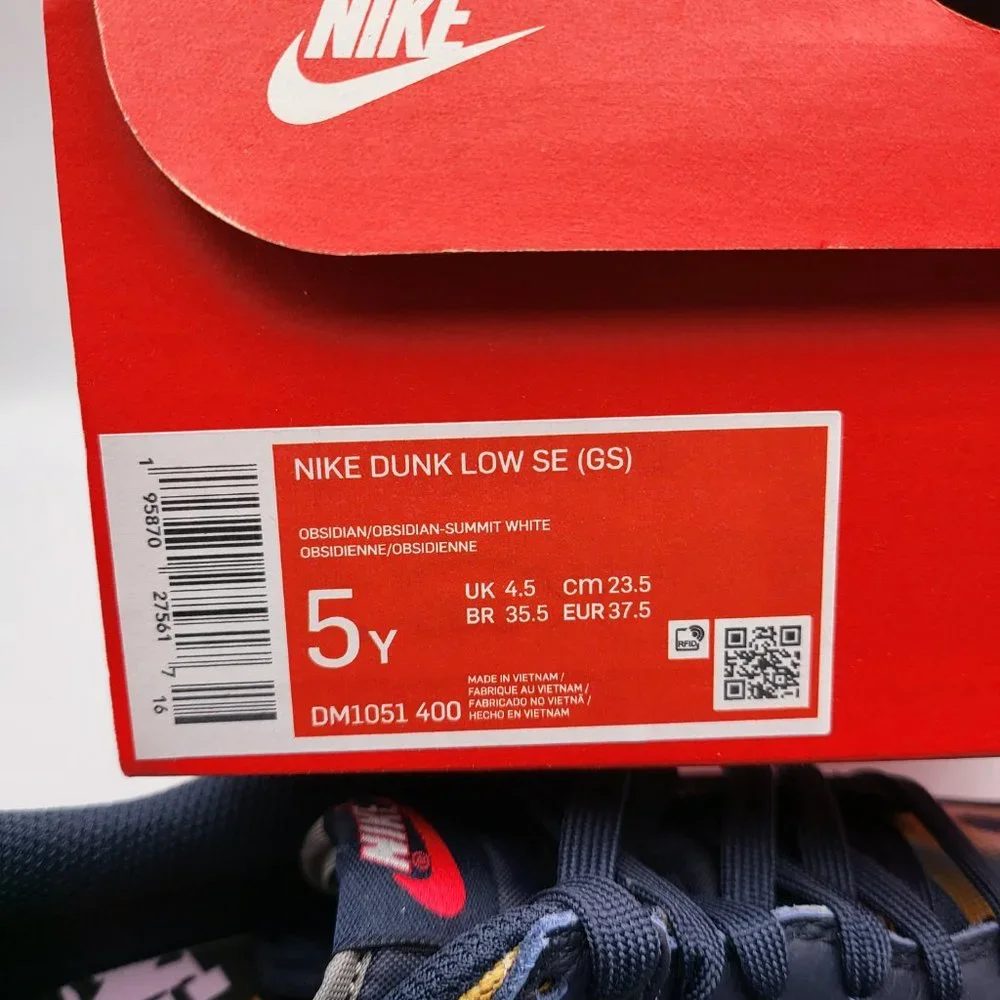 NIKE
NIKE DUNK LOW SE (GS)
OBSIDIAN/OBSIDIAN-SUMMIT WHITE
OBSIDIENNE/OBSIDIENNE
5Y
UK 4.5 cm 23.5
BR 35.5 EUR 37.5
RFID
DM1051 400
MADE IN VIETNAM /
FABRIQUE AU VIETNAM /
FABRICADO NO VIETNÃ /
HECHO EN VIETNAM
1 95870 27561 7 16
NIKE
®